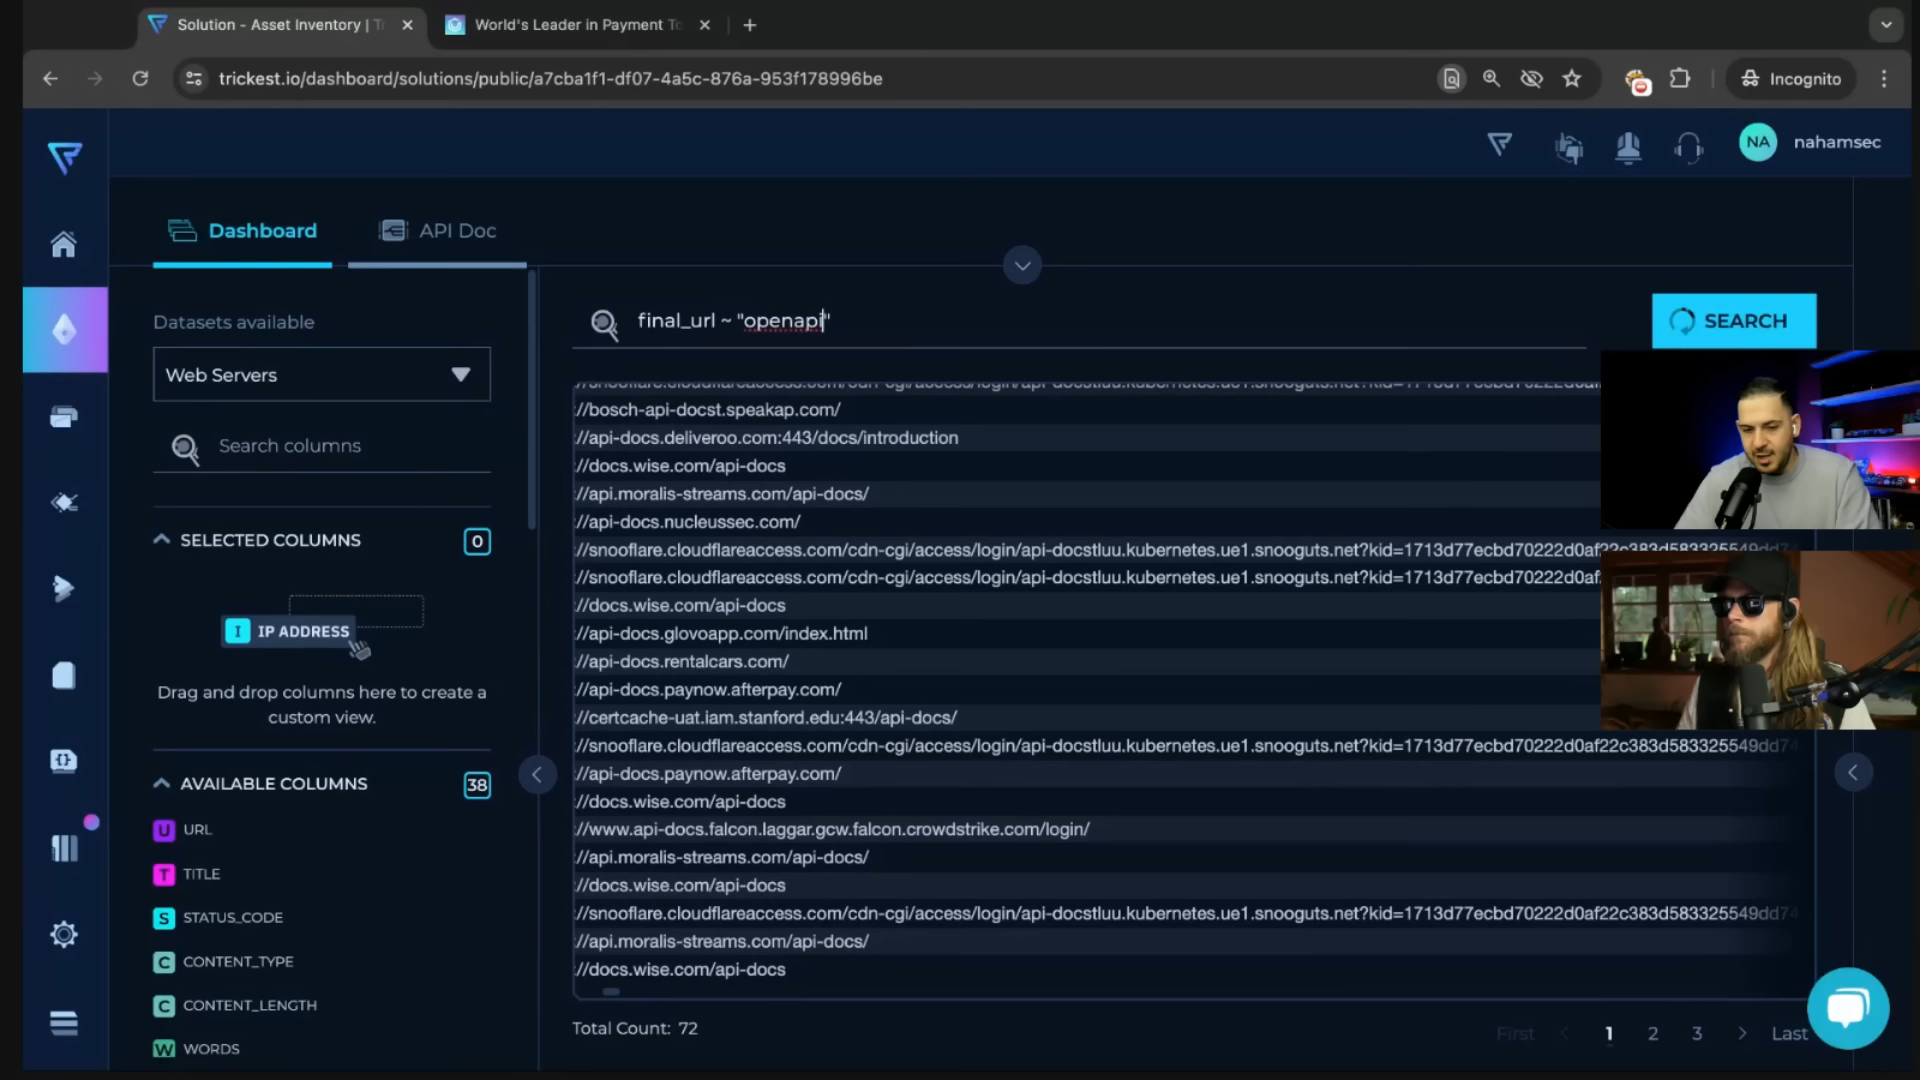 Solution - Asset Inventory | Tr
World's Leader in Payment To
trickest.io/dashboard/solutions/public/a7cba1f1-df07-4a5c-876a-953f178996be
Incognito
NA
nahamsec
Dashboard
API Doc
Datasets available
Web Servers
Search columns
SELECTED COLUMNS
0
I IP ADDRESS
Drag and drop columns here to create a
custom view.
AVAILABLE COLUMNS
38
U URL
T TITLE
S STATUS_CODE
C CONTENT_TYPE
C CONTENT_LENGTH
W WORDS
final_url ~ "openapi"
SEARCH
://bosch-api-docst.speakap.com/
://api-docs.deliveroo.com:443/docs/introduction
://docs.wise.com/api-docs
://api.moralis-streams.com/api-docs/
://api-docs.nucleussec.com/
://snooflare.cloudflareaccess.com/cdn-cgi/access/login/api-docstluu.kubernetes.ue1.snooguts.net?kid=1713d77ecbd70222d0af22c383d583325549dd7
://snooflare.cloudflareaccess.com/cdn-cgi/access/login/api-docstluu.kubernetes.ue1.snooguts.net?kid=1713d77ecbd70222d0a
://docs.wise.com/api-docs
://api-docs.glovoapp.com/index.html
://api-docs.rentalcars.com/
://api-docs.paynow.afterpay.com/
://certcache-uat.iam.stanford.edu:443/api-docs/
://snooflare.cloudflareaccess.com/cdn-cgi/access/login/api-docstluu.kubernetes.ue1.snooguts.net?kid=1713d77ecbd70222d0af22c383d583325549dd74
://api-docs.paynow.afterpay.com/
://docs.wise.com/api-docs
://www.api-docs.falcon.laggar.gcw.falcon.crowdstrike.com/login/
://api.moralis-streams.com/api-docs/
://docs.wise.com/api-docs
://snooflare.cloudflareaccess.com/cdn-cgi/access/login/api-docstluu.kubernetes.ue1.snooguts.net?kid=1713d77ecbd70222d0af22c383d583325549dd74
://api.moralis-streams.com/api-docs/
://docs.wise.com/api-docs
Total Count: 72
First
1
2
3
Last